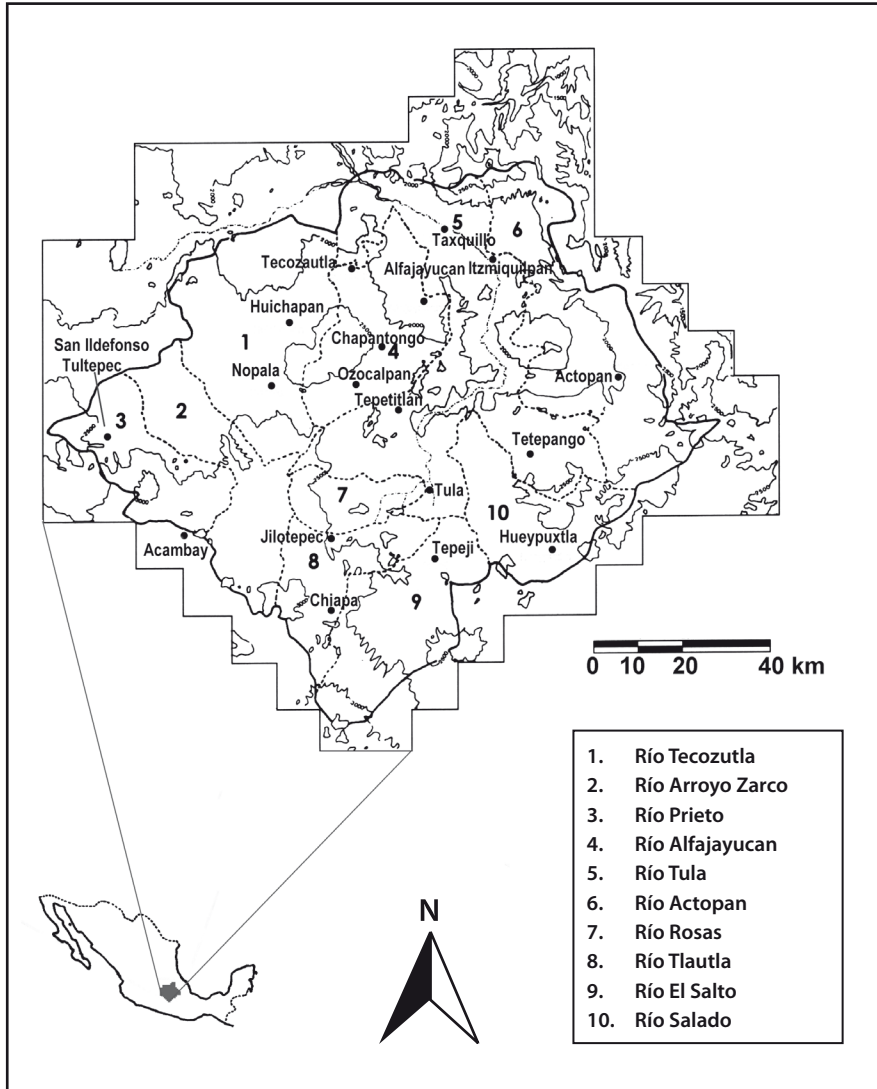 5
Taxquillo
6
Tecozautla
Alfajayucan
Itzmiquilpan
Huichapan
San Ildefonso
Tultepec
1
Chapantongo
4
Nopala
Ozocalpan
Actopan
2
Tepetitlán
3
Tetepango
7
Tula
10
Acambay
Jilotepec
Tepeji
Hueypuxtla
8
Chiapa
9
0 10 20 40 km
1. Río Tecozutla
2. Río Arroyo Zarco
3. Río Prieto
4. Río Alfajayucan
5. Río Tula
6. Río Actopan
7. Río Rosas
8. Río Tlautla
9. Río El Salto
10. Río Salado
N